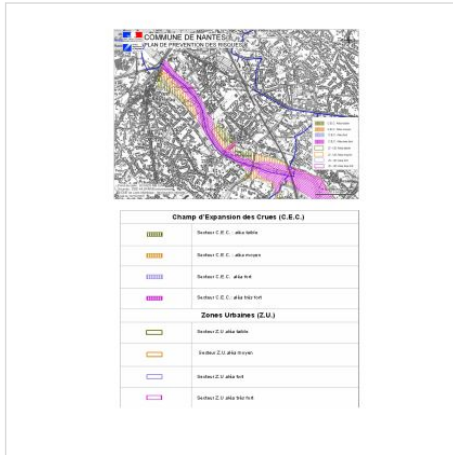 COMMUNE DE NANTES
PLAN DE PREVENTION DES RISQUES
Champ d'Expansion des Crues (C.E.C.)
Secteur C.E.C. : aléa faible
Secteur C.E.C. : aléa moyen
Secteur C.E.C. : aléa fort
Secteur C.E.C. : aléa très fort
Zones Urbaines (Z.U.)
Secteur Z.U. aléa faible
Secteur Z.U. aléa moyen
Secteur Z.U. aléa fort
Secteur Z.U. aléa très fort